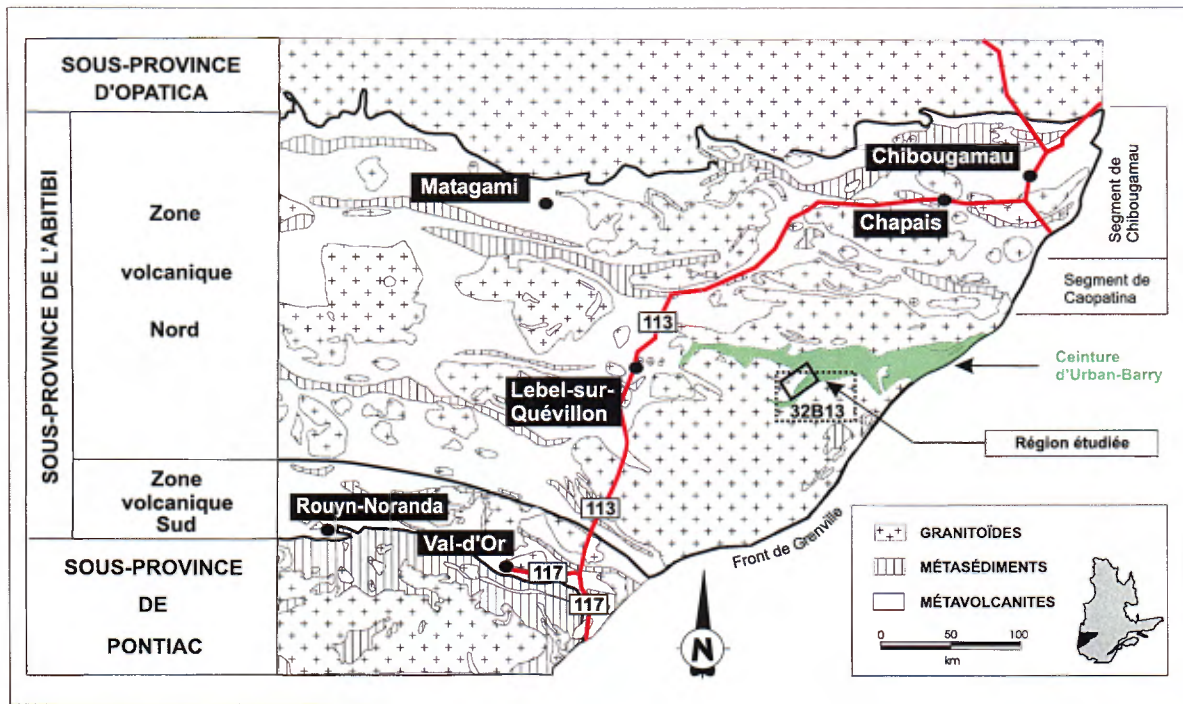 SOUS-PROVINCE
D'OPATICA
SOUS-PROVINCE DE L'ABITIBI
Zone
volcanique
Nord
Zone
volcanique
Sud
SOUS-PROVINCE
DE
PONTIAC
Matagami
Chibougamau
Chapais
Segment de
Chibougamau
Segment de
Caopatina
113
Lebel-sur-
Quévillon
32B13
Ceinture
d'Urban-Barry
Région étudiée
Rouyn-Noranda
113
Val-d'Or
117
117
Front de Grenville
N
GRANITOÏDES
MÉTASÉDIMENTS
MÉTAVOLCANITES
0 50 100
km